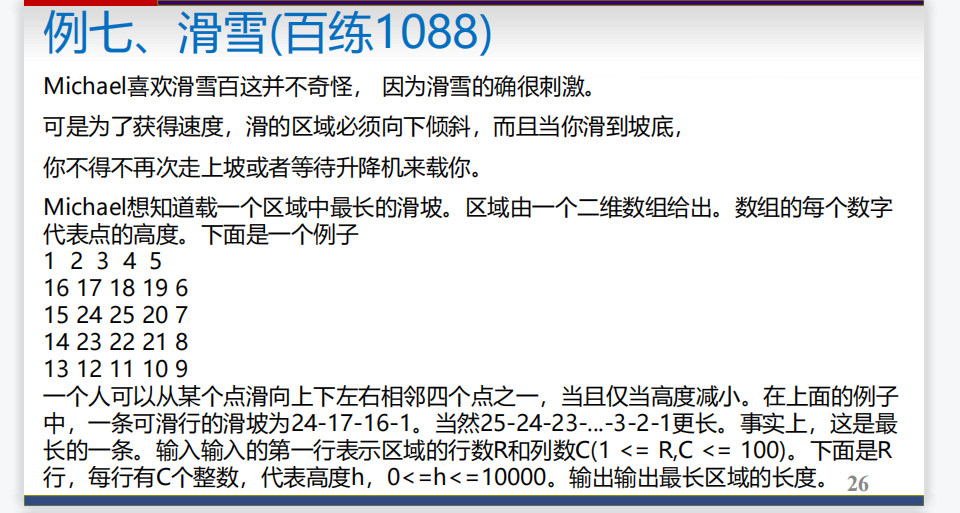 例七、滑雪(百练1088)
Michael喜欢滑雪百这并不奇怪， 因为滑雪的确很刺激。
可是为了获得速度，滑的区域必须向下倾斜，而且当你滑到坡底，
你不得不再次走上坡或者等待升降机来载你。
Michael想知道载一个区域中最长的滑坡。区域由一个二维数组给出。数组的每个数字
代表点的高度。下面是一个例子
1 2 3 4 5
16 17 18 19 6
15 24 25 20 7
14 23 22 21 8
13 12 11 10 9
一个人可以从某个点滑向上下左右相邻四个点之一，当且仅当高度减小。在上面的例子
中，一条可滑行的滑坡为24-17-16-1。当然25-24-23-...-3-2-1更长。事实上，这是最
长的一条。输入输入的第一行表示区域的行数R和列数C(1 <= R,C <= 100)。下面是R
行，每行有C个整数，代表高度h，0<=h<=10000。输出输出最长区域的长度。
26